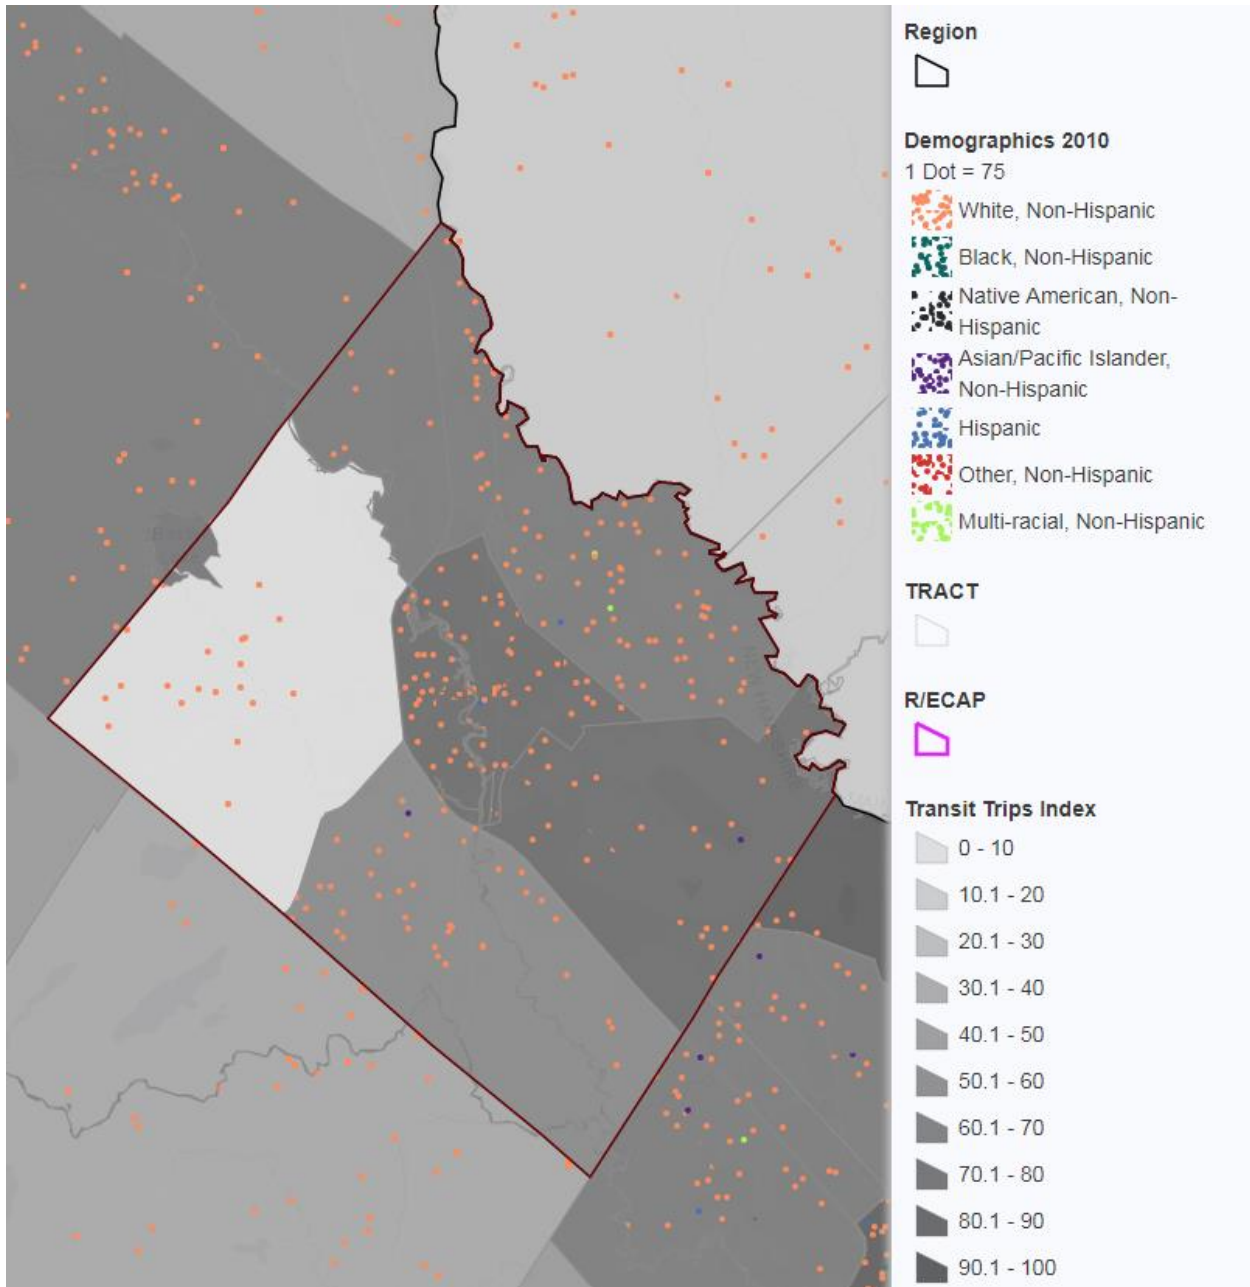 Region
Demographics 2010
1 Dot = 75
White, Non-Hispanic
Black, Non-Hispanic
Native American, Non-
Hispanic
Asian/Pacific Islander,
Non-Hispanic
Hispanic
Other, Non-Hispanic
Multi-racial, Non-Hispanic
TRACT
R/ECAP
Transit Trips Index
0 - 10
10.1 - 20
20.1 - 30
30.1 - 40
40.1 - 50
50.1 - 60
60.1 - 70
70.1 - 80
80.1 - 90
90.1 - 100